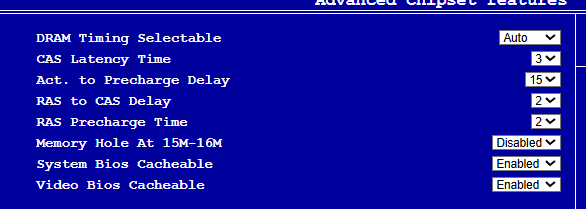 Advanced Chipset features
DRAM Timing Selectable Auto
CAS Latency Time 3
Act. to Precharge Delay 15
RAS to CAS Delay 2
RAS Precharge Time 2
Memory Hole At 15M-16M Disabled
System Bios Cacheable Enabled
Video Bios Cacheable Enabled